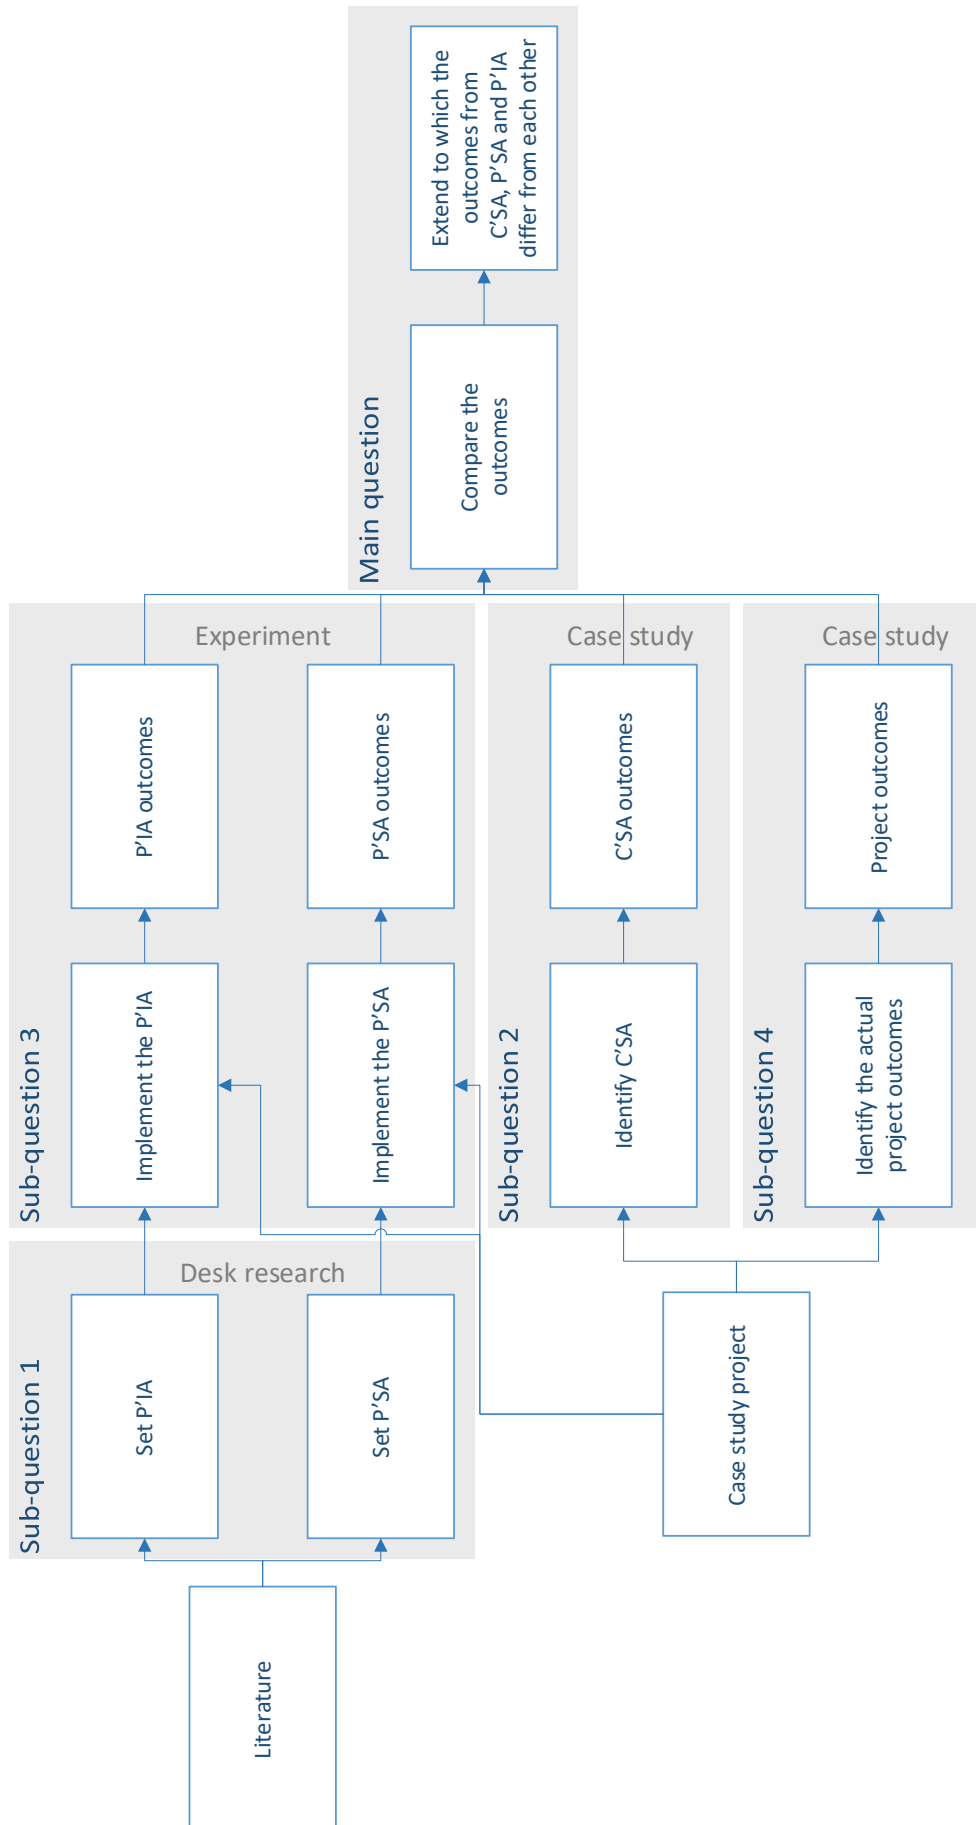 Literature
Sub-question 1
Desk research
Set P'IA
Set P'SA
Case study project
Sub-question 3
Experiment
Implement the P'IA
P'IA outcomes
Implement the P'SA
P'SA outcomes
Sub-question 2
Case study
Identify C'SA
C'SA outcomes
Sub-question 4
Case study
Identify the actual
project outcomes
Project outcomes
Main question
Compare the
outcomes
Extend to which the
outcomes from
C'SA, P'SA and P'IA
differ from each other